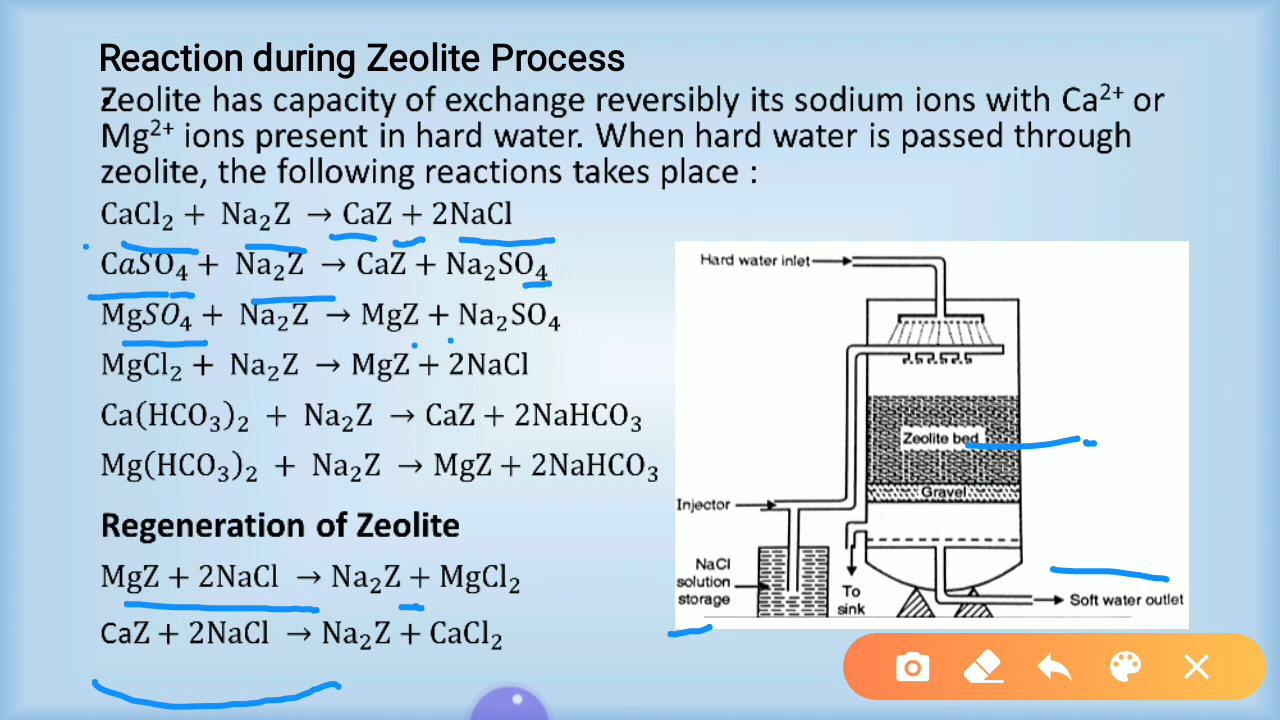 Reaction during Zeolite Process
Zeolite has capacity of exchange reversibly its sodium ions with Ca²⁺ or
Mg²⁺ ions present in hard water. When hard water is passed through
zeolite, the following reactions takes place :
CaCl₂ + Na₂Z → CaZ + 2NaCl
CaSO₄ + Na₂Z → CaZ + Na₂SO₄
MgSO₄ + Na₂Z → MgZ + Na₂SO₄
MgCl₂ + Na₂Z → MgZ + 2NaCl
Ca(HCO₃)₂ + Na₂Z → CaZ + 2NaHCO₃
Mg(HCO₃)₂ + Na₂Z → MgZ + 2NaHCO₃
Regeneration of Zeolite
MgZ + 2NaCl → Na₂Z + MgCl₂
CaZ + 2NaCl → Na₂Z + CaCl₂
Hard water inlet
Zeolite bed
Gravel
Injector
NaCl
solution
storage
To
sink
Soft water outlet